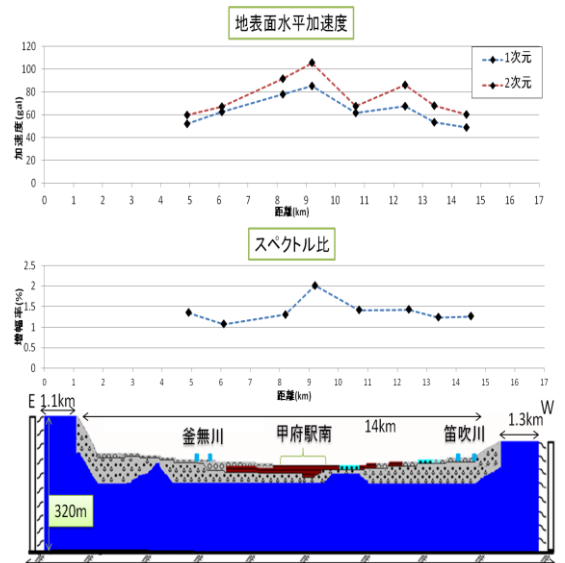 地表面水平加速度
120
100
80
60
40
20
0
加速度(gal)
1次元
2次元
0 1 2 3 4 5 6 7 8 9 10 11 12 13 14 15 16 17
距離(km)
スペクトル比
2.5
2
1.5
1
0.5
0
増幅率(%)
0 1 2 3 4 5 6 7 8 9 10 11 12 13 14 15 16 17
距離(km)
E 1.1km
釜無川
甲府駅南
14km
笛吹川
1.3km W
320m